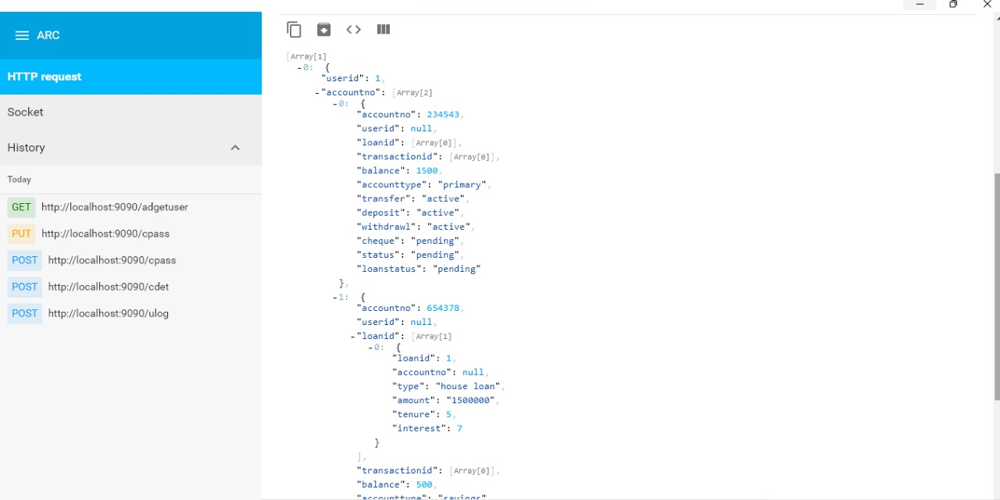 ARC
HTTP request
Socket
History
Today
GET http://localhost:9090/adgetuser
PUT http://localhost:9090/cpass
POST http://localhost:9090/cpass
POST http://localhost:9090/cdet
POST http://localhost:9090/ulog
[Array[1]
-0: {
"userid": 1,
-"accountno": [Array[2]
-0: {
"accountno": 234543,
"userid": null,
"loanid": [Array[0]],
"transactionid": [Array[0]],
"balance": 1500,
"accounttype": "primary",
"transfer": "active",
"deposit": "active",
"withdrawl": "active",
"cheque": "pending",
"status": "pending",
"loanstatus": "pending"
},
-1: {
"accountno": 654378,
"userid": null,
-"loanid": [Array[1]
-0: {
"loanid": 1,
"accountno": null,
"type": "house loan",
"amount": "1500000",
"tenure": 5,
"interest": 7
}
],
"transactionid": [Array[0]],
"balance": 500,
"accounttype": "savings"